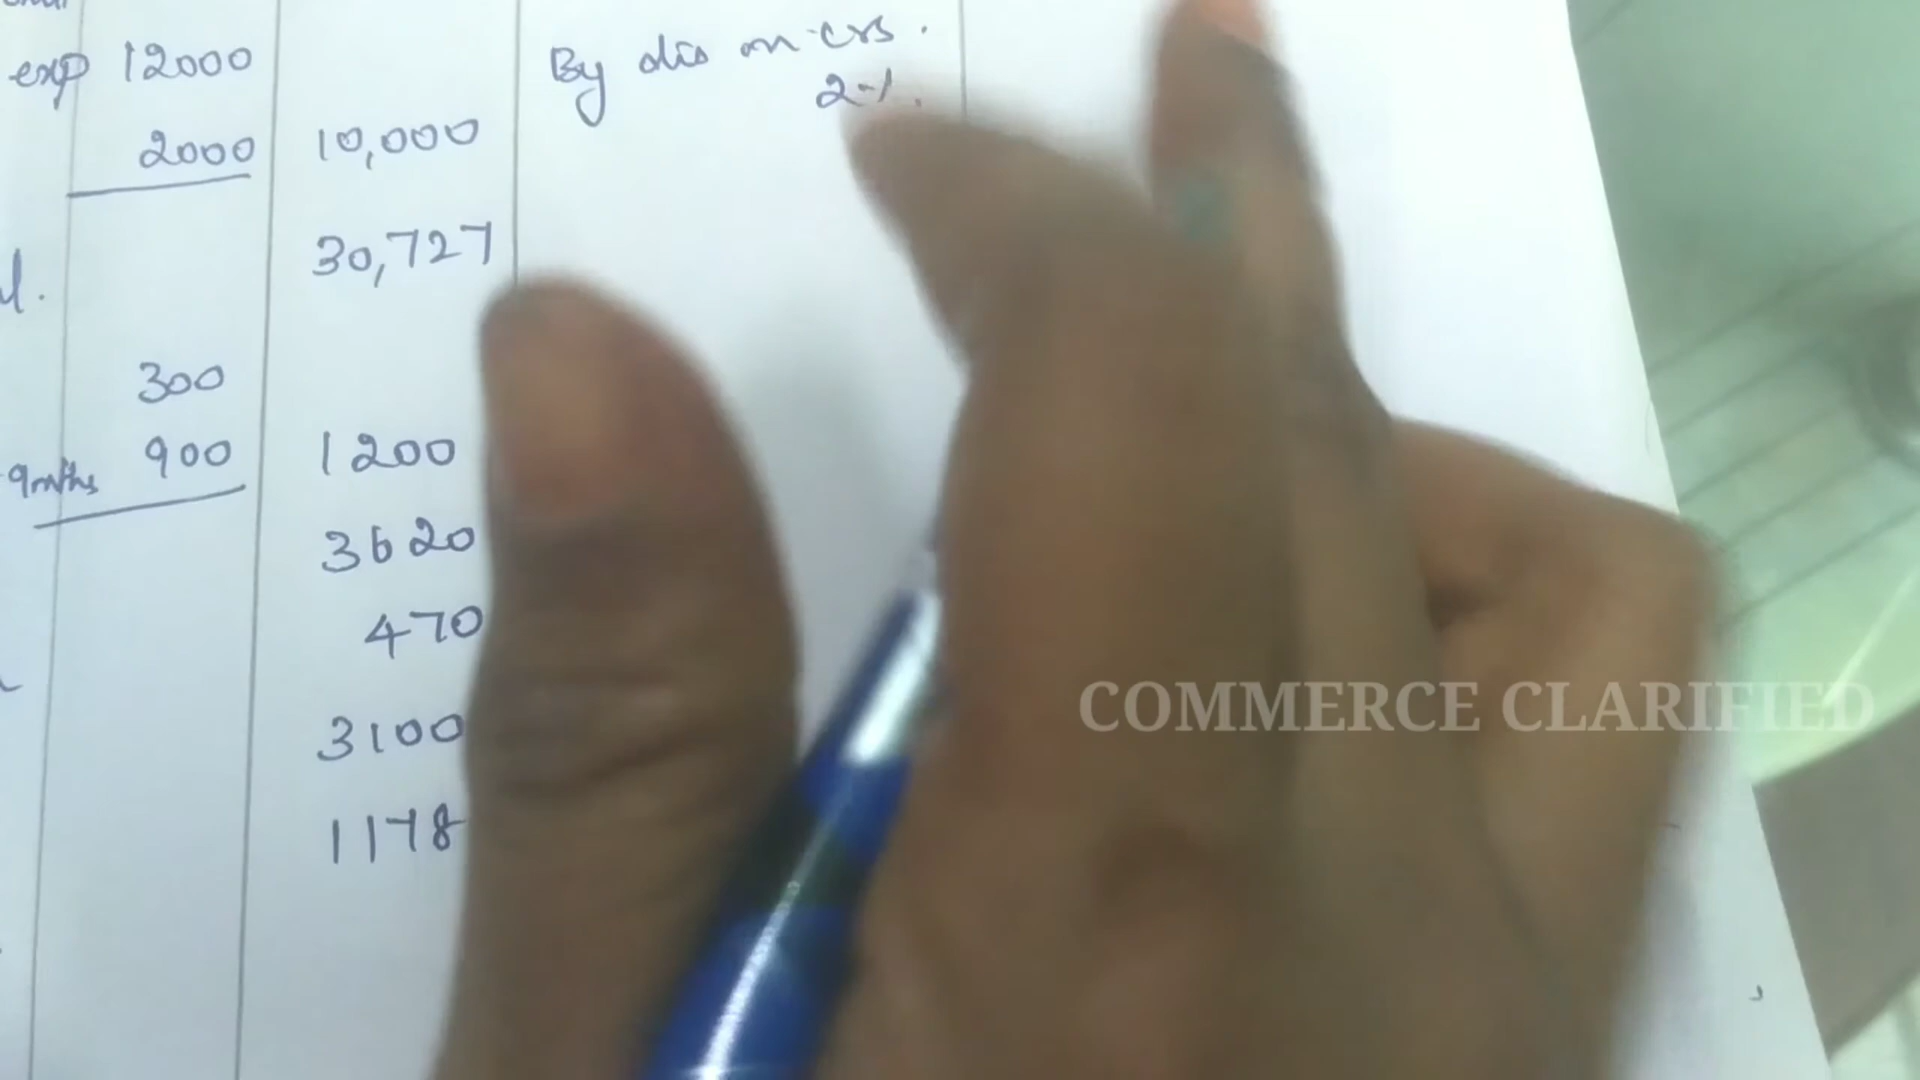 exp 12000
By dis on crs.
2%.
2000 10,000
30,727
300
9mths 900 1200
3620
470
3100
1178
COMMERCE CLARIFIED